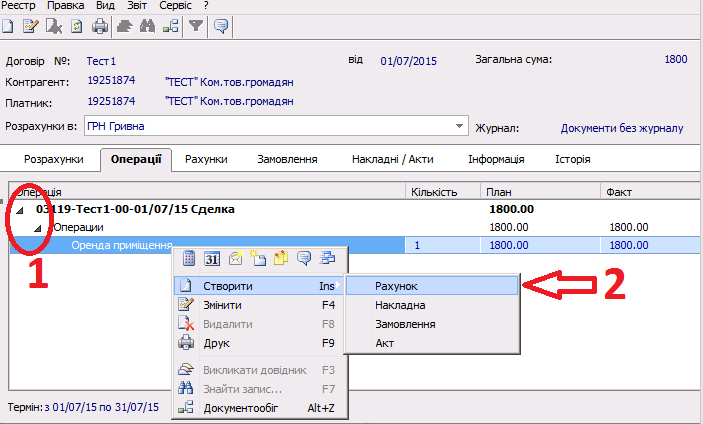 Реєстр Правка Вид Звіт Сервіс ?
Договір №: Тест1 від 01/07/2015 Загальна сума: 1800
Контрагент: 19251874 "ТЕСТ" Ком.тов.громадян
Платник: 19251874 "ТЕСТ" Ком.тов.громадян
Розрахунки в: ГРН Гривна Журнал: Документи без журналу
Розрахунки Операції Рахунки Замовлення Накладні / Акти Інформація Історія
Операція Кількість План Факт
03119-Тест1-00-01/07/15 Сделка 1800.00
Операции 1800.00 1800.00
Оренда приміщення 1 1800.00 1800.00
1
31
Створити Ins Рахунок 2
Змінити F4 Накладна
Видалити F8 Замовлення
Друк F9 Акт
Викликати довідник F3
Знайти запис... F7
Документообіг Alt+Z
Термін: з 01/07/15 по 31/07/15